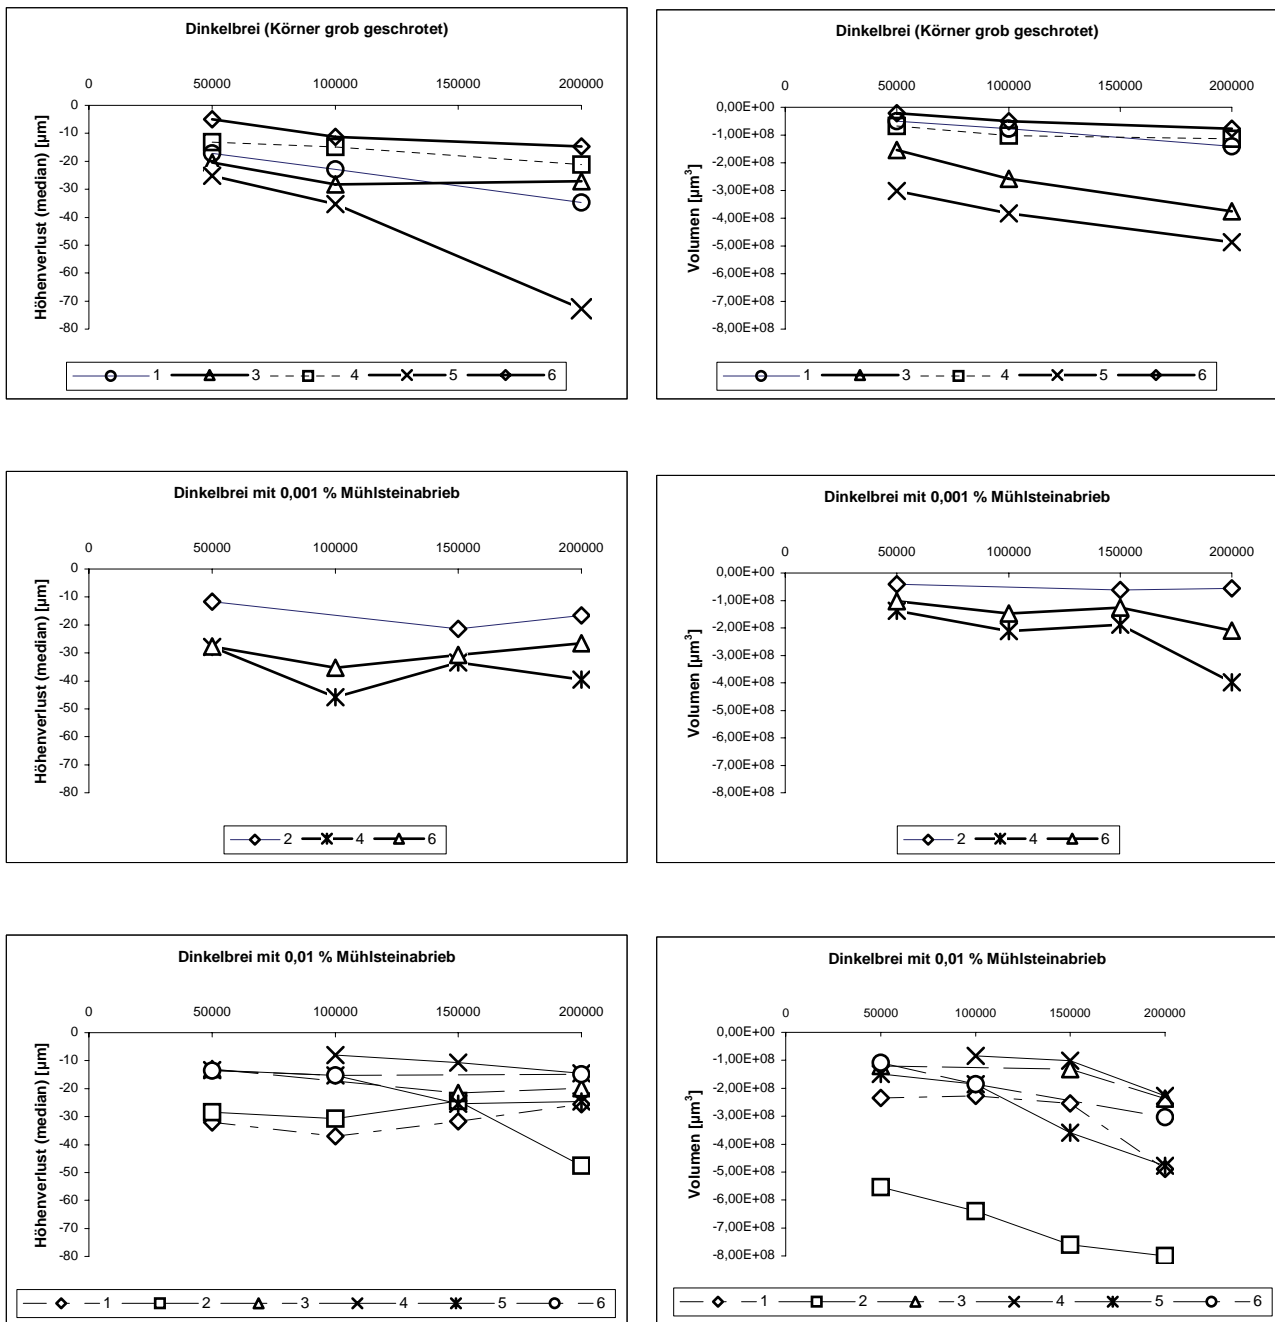 Dinkelbrei (Körner grob geschrotet)
0 50000 100000 150000 200000
Höhenverlust (median) [µm]
0
-10
-20
-30
-40
-50
-60
-70
-80
1 3 4 5 6
Dinkelbrei (Körner grob geschrotet)
0 50000 100000 150000 200000
Volumen [µm³]
0,00E+00
-1,00E+08
-2,00E+08
-3,00E+08
-4,00E+08
-5,00E+08
-6,00E+08
-7,00E+08
-8,00E+08
1 3 4 5 6
Dinkelbrei mit 0,001 % Mühlsteinabrieb
0 50000 100000 150000 200000
Höhenverlust (median) [µm]
0
-10
-20
-30
-40
-50
-60
-70
-80
2 4 6
Dinkelbrei mit 0,001 % Mühlsteinabrieb
0 50000 100000 150000 200000
Volumen [µm³]
0,00E+00
-1,00E+08
-2,00E+08
-3,00E+08
-4,00E+08
-5,00E+08
-6,00E+08
-7,00E+08
-8,00E+08
2 4 6
Dinkelbrei mit 0,01 % Mühlsteinabrieb
0 50000 100000 150000 200000
Höhenverlust (median) [µm]
0
-10
-20
-30
-40
-50
-60
-70
-80
1 2 3 4 5 6
Dinkelbrei mit 0,01 % Mühlsteinabrieb
0 50000 100000 150000 200000
Volumen [µm³]
0,00E+00
-1,00E+08
-2,00E+08
-3,00E+08
-4,00E+08
-5,00E+08
-6,00E+08
-7,00E+08
-8,00E+08
1 2 3 4 5 6